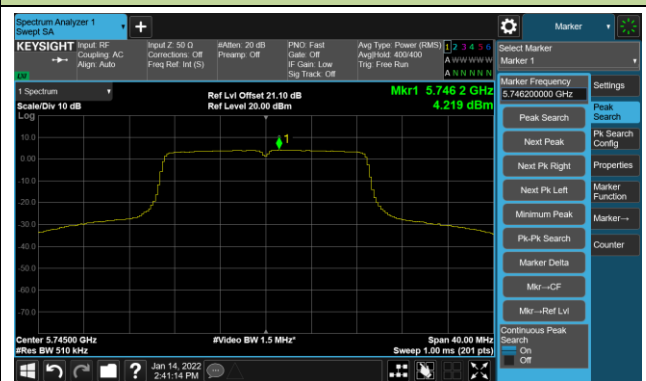 Spectrum Analyzer 1
Swept SA
+
Marker
KEYSIGHT
Input: RF
Coupling: AC
Align: Auto
Input Z: 50 Ω
Corrections: Off
Freq Ref: Int (S)
#Atten: 20 dB
Preamp: Off
PNO: Fast
Gate: Off
IF Gain: Low
Sig Track: Off
Avg Type: Power (RMS)
Avg|Hold: 400/400
Trig: Free Run
1 2 3 4 5 6
A W W W W W
A N N N N N
Select Marker
Marker 1
1 Spectrum
Scale/Div 10 dB
Log
Ref Lvl Offset 21.10 dB
Ref Level 20.00 dBm
Mkr1 5.746 2 GHz
4.219 dBm
1
10.0
0.00
-10.0
-20.0
-30.0
-40.0
-50.0
-60.0
-70.0
Center 5.74500 GHz
#Res BW 510 kHz
#Video BW 1.5 MHz*
Span 40.00 MHz
Sweep 1.00 ms (201 pts)
Marker Frequency
5.746200000 GHz
Peak Search
Next Peak
Next Pk Right
Next Pk Left
Minimum Peak
Pk-Pk Search
Marker Delta
Mkr→CF
Mkr→Ref Lvl
Continuous Peak
Search
On
Off
Settings
Peak
Search
Pk Search
Config
Properties
Marker
Function
Marker→
Counter
?
Jan 14, 2022
2:41:14 PM